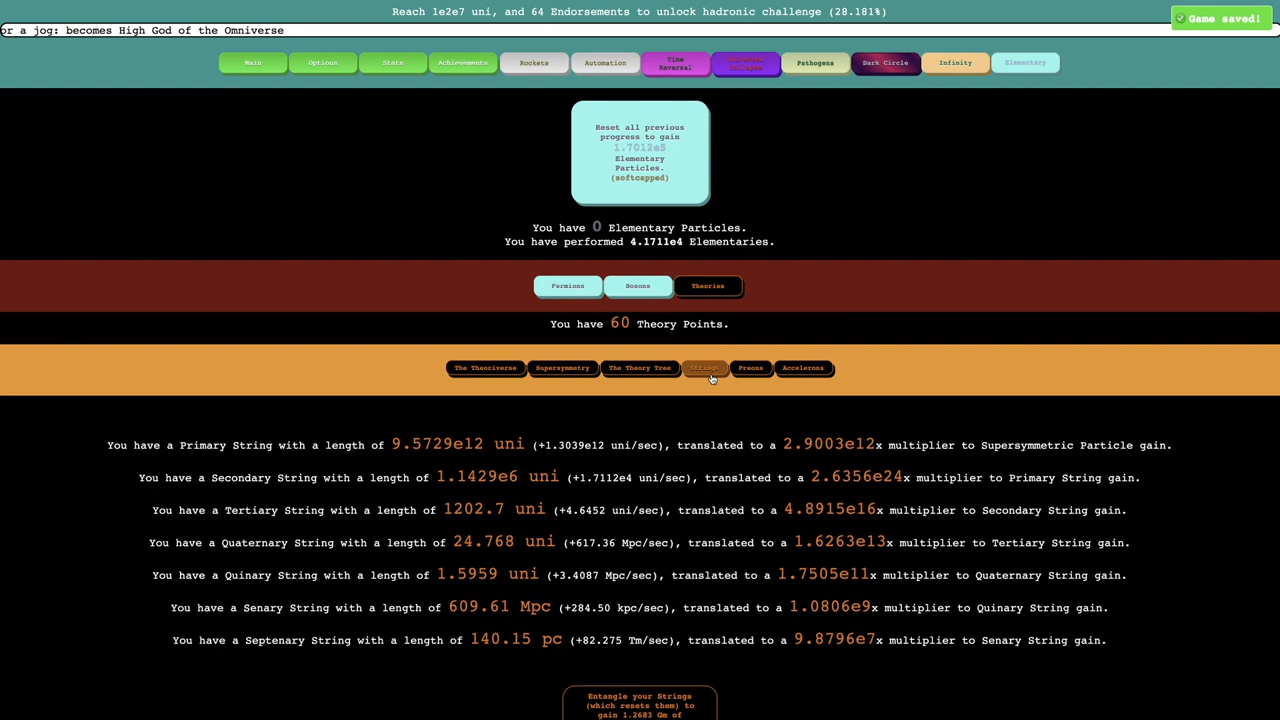 Reach 1e2e7 uni, and 64 Endorsements to unlock hadronic challenge (28.181%)
Game saved!
or a jog: becomes High God of the Omniverse
Main
Options
Stats
Achievements
Rockets
Automation
Time
Reversal
Pathogens
Dark Circle
Infinity
Elementary
Reset all previous
progress to gain
1.7012e5
Elementary
Particles.
(softcapped)
You have 0 Elementary Particles.
You have performed 4.1711e4 Elementaries.
Fermions
Bosons
Theories
You have 60 Theory Points.
The Theoriverse
Supersymmetry
The Theory Tree
Strings
Preons
Accelerons
You have a Primary String with a length of 9.5729e12 uni (+1.3039e12 uni/sec), translated to a 2.9003e12x multiplier to Supersymmetric Particle gain.
You have a Secondary String with a length of 1.1429e6 uni (+1.7112e4 uni/sec), translated to a 2.6356e24x multiplier to Primary String gain.
You have a Tertiary String with a length of 1202.7 uni (+4.6452 uni/sec), translated to a 4.8915e16x multiplier to Secondary String gain.
You have a Quaternary String with a length of 24.768 uni (+617.36 Mpc/sec), translated to a 1.6263e13x multiplier to Tertiary String gain.
You have a Quinary String with a length of 1.5959 uni (+3.4087 Mpc/sec), translated to a 1.7505e11x multiplier to Quaternary String gain.
You have a Senary String with a length of 609.61 Mpc (+284.50 kpc/sec), translated to a 1.0806e9x multiplier to Quinary String gain.
You have a Septenary String with a length of 140.15 pc (+82.275 Tm/sec), translated to a 9.8796e7x multiplier to Senary String gain.
Entangle your Strings
(which resets them) to
gain 1.2683 Gm of